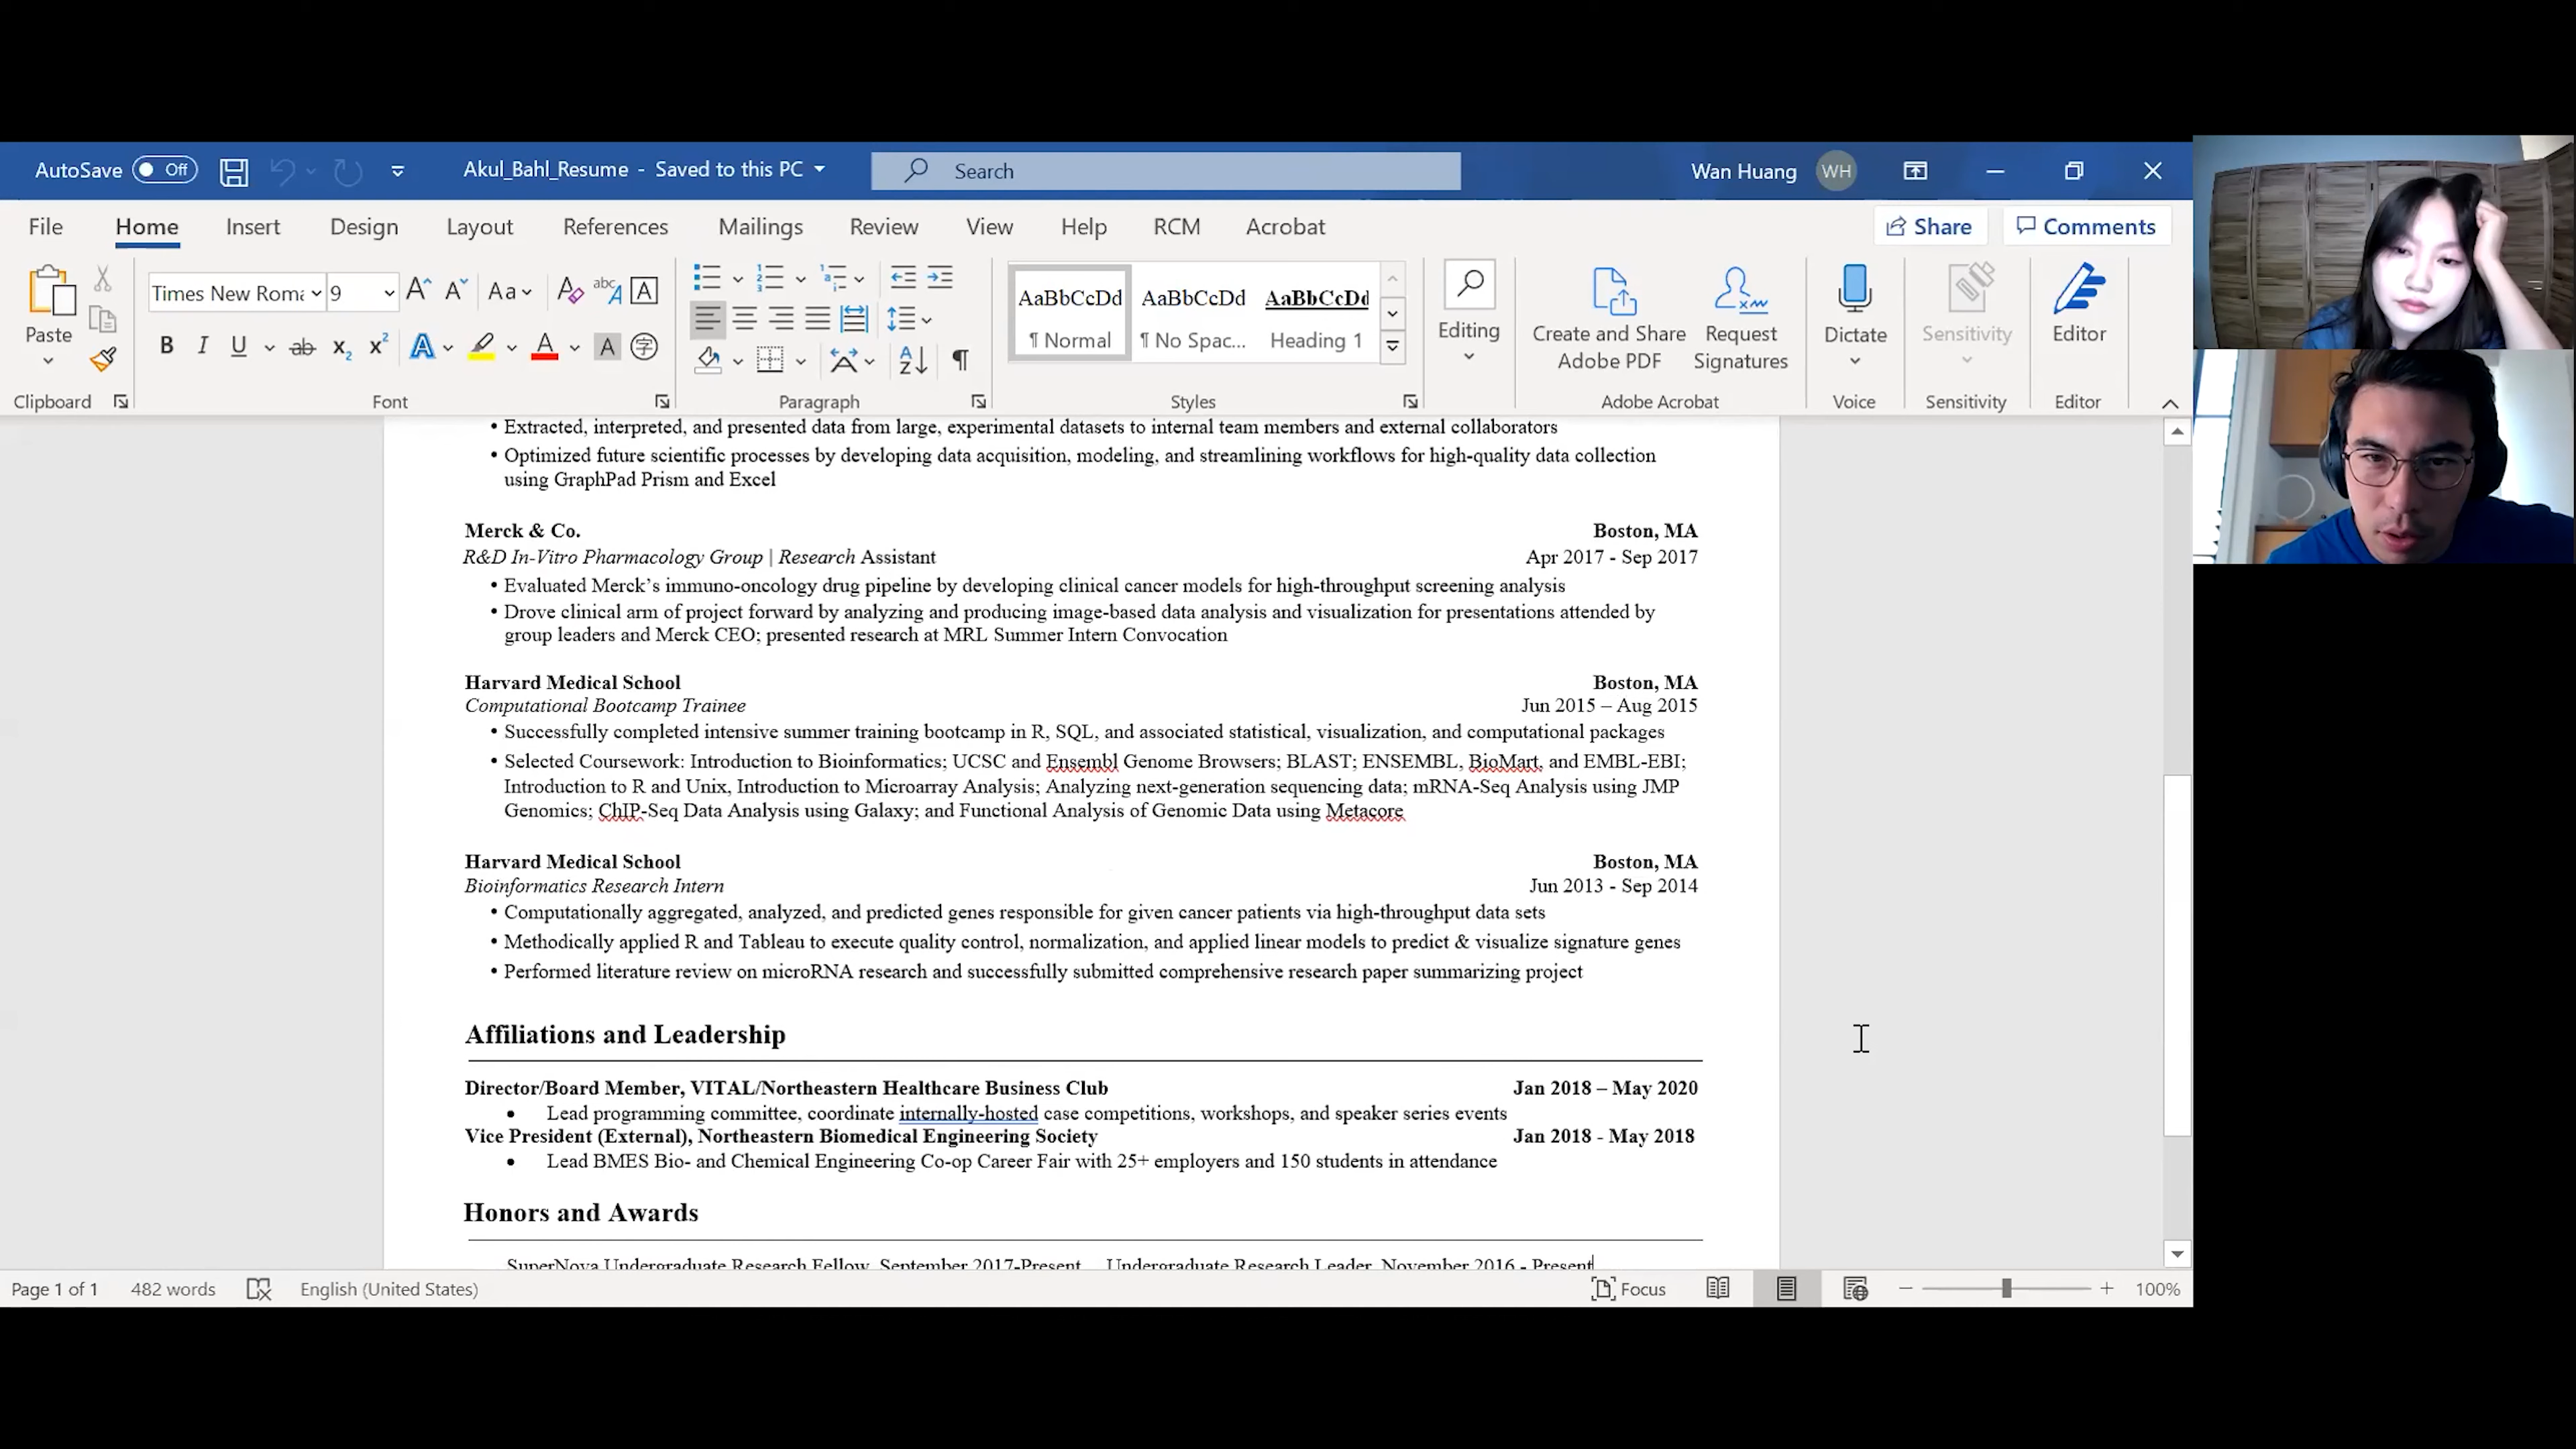 AutoSave Off Akul_Bahl_Resume - Saved to this PC Search Wan Huang WH
File Home Insert Design Layout References Mailings Review View Help RCM Acrobat Share Comments
Times New Roma 9 Aa abc A AaBbCcDd AaBbCcDd AaBbCcDd
Paste B I U ab x2 x2 A A A ¶ Normal ¶ No Spac... Heading 1 Editing Create and Share Adobe PDF Request Signatures Dictate Sensitivity Editor
Clipboard Font Paragraph Styles Adobe Acrobat Voice Sensitivity Editor
• Extracted, interpreted, and presented data from large, experimental datasets to internal team members and external collaborators
• Optimized future scientific processes by developing data acquisition, modeling, and streamlining workflows for high-quality data collection
using GraphPad Prism and Excel
Merck & Co. Boston, MA
R&D In-Vitro Pharmacology Group | Research Assistant Apr 2017 - Sep 2017
• Evaluated Merck’s immuno-oncology drug pipeline by developing clinical cancer models for high-throughput screening analysis
• Drove clinical arm of project forward by analyzing and producing image-based data analysis and visualization for presentations attended by
group leaders and Merck CEO; presented research at MRL Summer Intern Convocation
Harvard Medical School Boston, MA
Computational Bootcamp Trainee Jun 2015 – Aug 2015
• Successfully completed intensive summer training bootcamp in R, SQL, and associated statistical, visualization, and computational packages
• Selected Coursework: Introduction to Bioinformatics; UCSC and Ensembl Genome Browsers; BLAST; ENSEMBL, BioMart, and EMBL-EBI;
Introduction to R and Unix, Introduction to Microarray Analysis; Analyzing next-generation sequencing data; mRNA-Seq Analysis using JMP
Genomics; ChIP-Seq Data Analysis using Galaxy; and Functional Analysis of Genomic Data using Metacore
Harvard Medical School Boston, MA
Bioinformatics Research Intern Jun 2013 - Sep 2014
• Computationally aggregated, analyzed, and predicted genes responsible for given cancer patients via high-throughput data sets
• Methodically applied R and Tableau to execute quality control, normalization, and applied linear models to predict & visualize signature genes
• Performed literature review on microRNA research and successfully submitted comprehensive research paper summarizing project
Affiliations and Leadership
Director/Board Member, VITAL/Northeastern Healthcare Business Club Jan 2018 – May 2020
• Lead programming committee, coordinate internally-hosted case competitions, workshops, and speaker series events
Vice President (External), Northeastern Biomedical Engineering Society Jan 2018 - May 2018
• Lead BMES Bio- and Chemical Engineering Co-op Career Fair with 25+ employers and 150 students in attendance
Honors and Awards
SuperNova Undergraduate Research Fellow, September 2017-Present Undergraduate Research Leader, November 2016 - Present
Page 1 of 1 482 words English (United States) Focus 100%